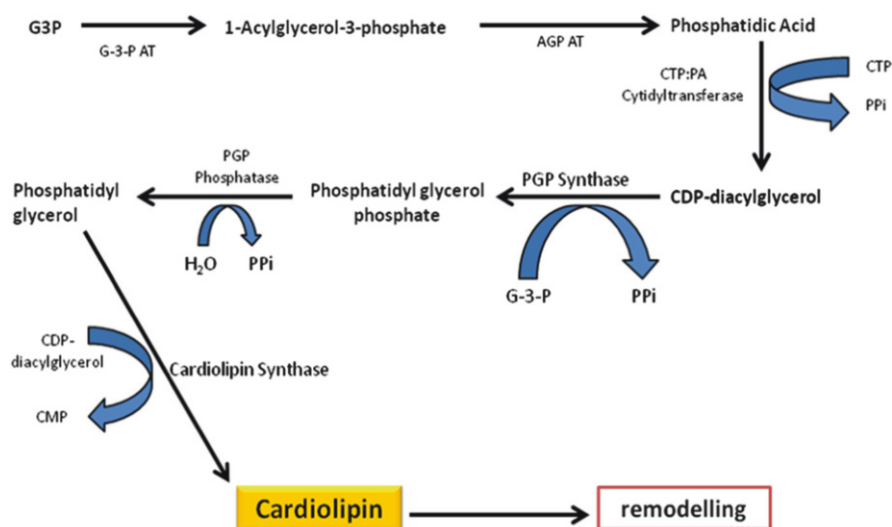 G3P
G-3-P AT
1-Acylglycerol-3-phosphate
AGP AT
Phosphatidic Acid
CTP:PA
Cytidyltransferase
CTP
PPi
CDP-diacylglycerol
PGP Synthase
G-3-P
PPi
Phosphatidyl glycerol
phosphate
PGP
Phosphatase
H₂O
PPi
Phosphatidyl
glycerol
CDP-
diacylglycerol
CMP
Cardiolipin Synthase
Cardiolipin
remodelling